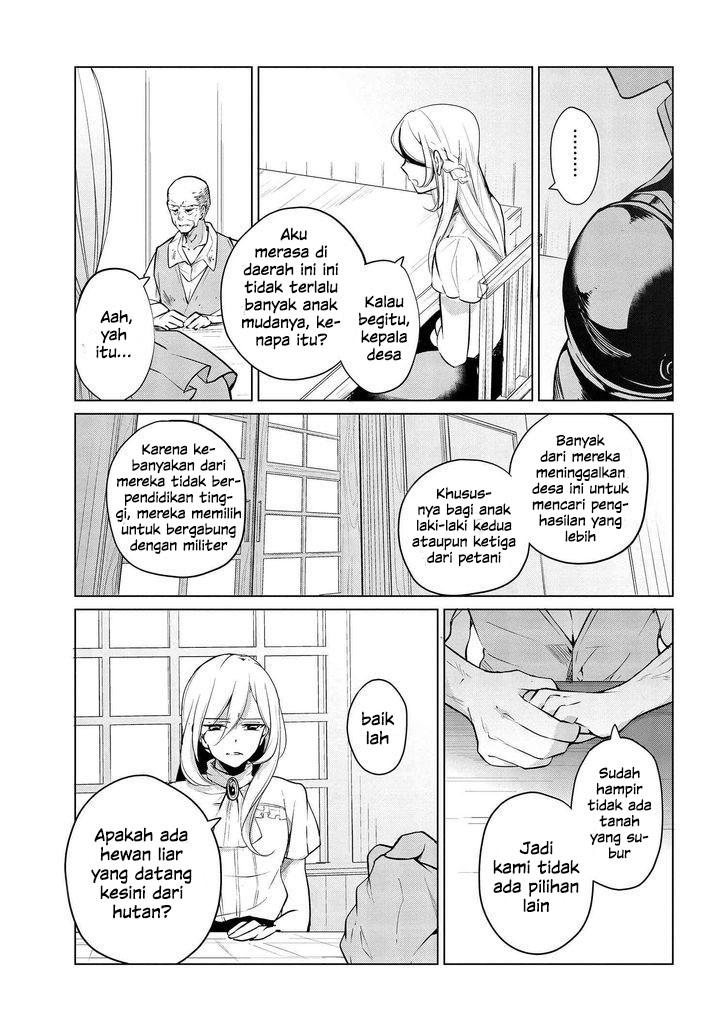 .........
Kalau
begitu,
kepala
desa
Aku
merasa di
daerah ini ini
tidak terlalu
banyak anak
mudanya, ke-
napa itu?
Aah,
yah
itu...
Banyak
dari mereka
meninggalkan
desa ini untuk
mencari peng-
hasilan yang
lebih
Khusus-
nya bagi anak
laki-laki kedua
ataupun ketiga
dari petani
Karena ke-
banyakan dari
mereka tidak ber-
pendidikan ting-
gi, mereka memilih
untuk bergabung
dengan militer
Sudah
hampir
tidak ada
tanah
yang su-
bur
Jadi
kami tidak
ada pilihan
lain
baik
lah
Apakah ada
hewan liar
yang datang
kesini dari
hutan?